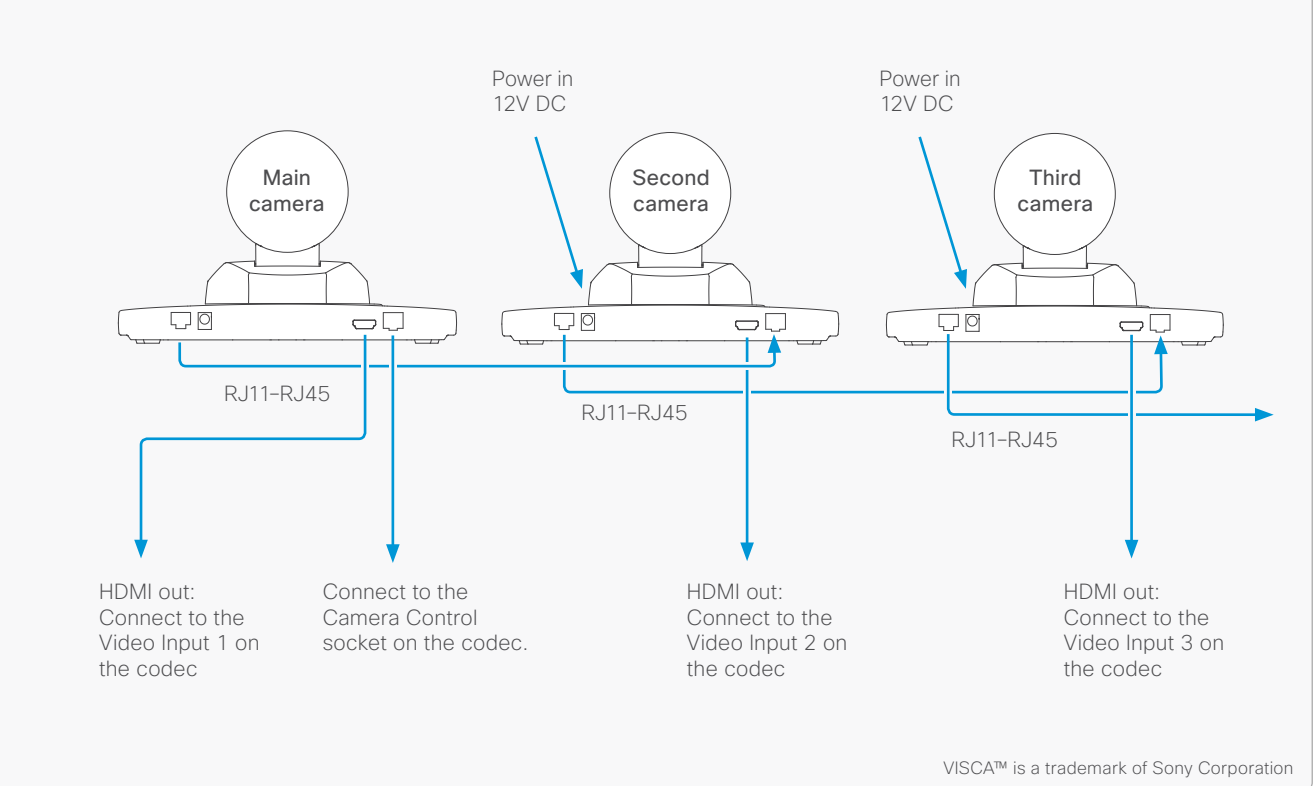 Power in
12V DC
Power in
12V DC
Main
camera
Second
camera
Third
camera
RJ11–RJ45
RJ11–RJ45
RJ11–RJ45
HDMI out:
Connect to the
Video Input 1 on
the codec
Connect to the
Camera Control
socket on the codec.
HDMI out:
Connect to the
Video Input 2 on
the codec
HDMI out:
Connect to the
Video Input 3 on
the codec
VISCA™ is a trademark of Sony Corporation